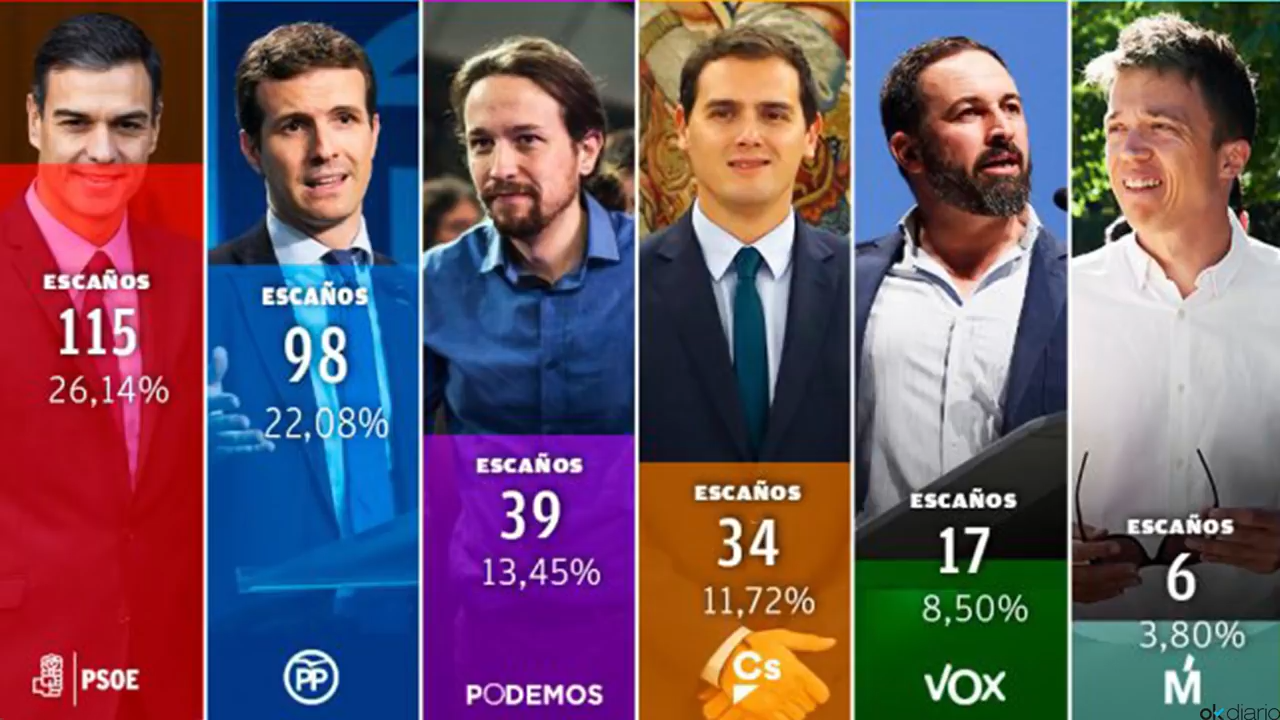 ESCAÑOS
115
26,14%
PSOE
ESCAÑOS
98
22,08%
PP
ESCAÑOS
39
13,45%
PODEMOS
ESCAÑOS
34
11,72%
Cs
ESCAÑOS
17
8,50%
VOX
ESCAÑOS
6
3,80%
Ḿ
okdiario